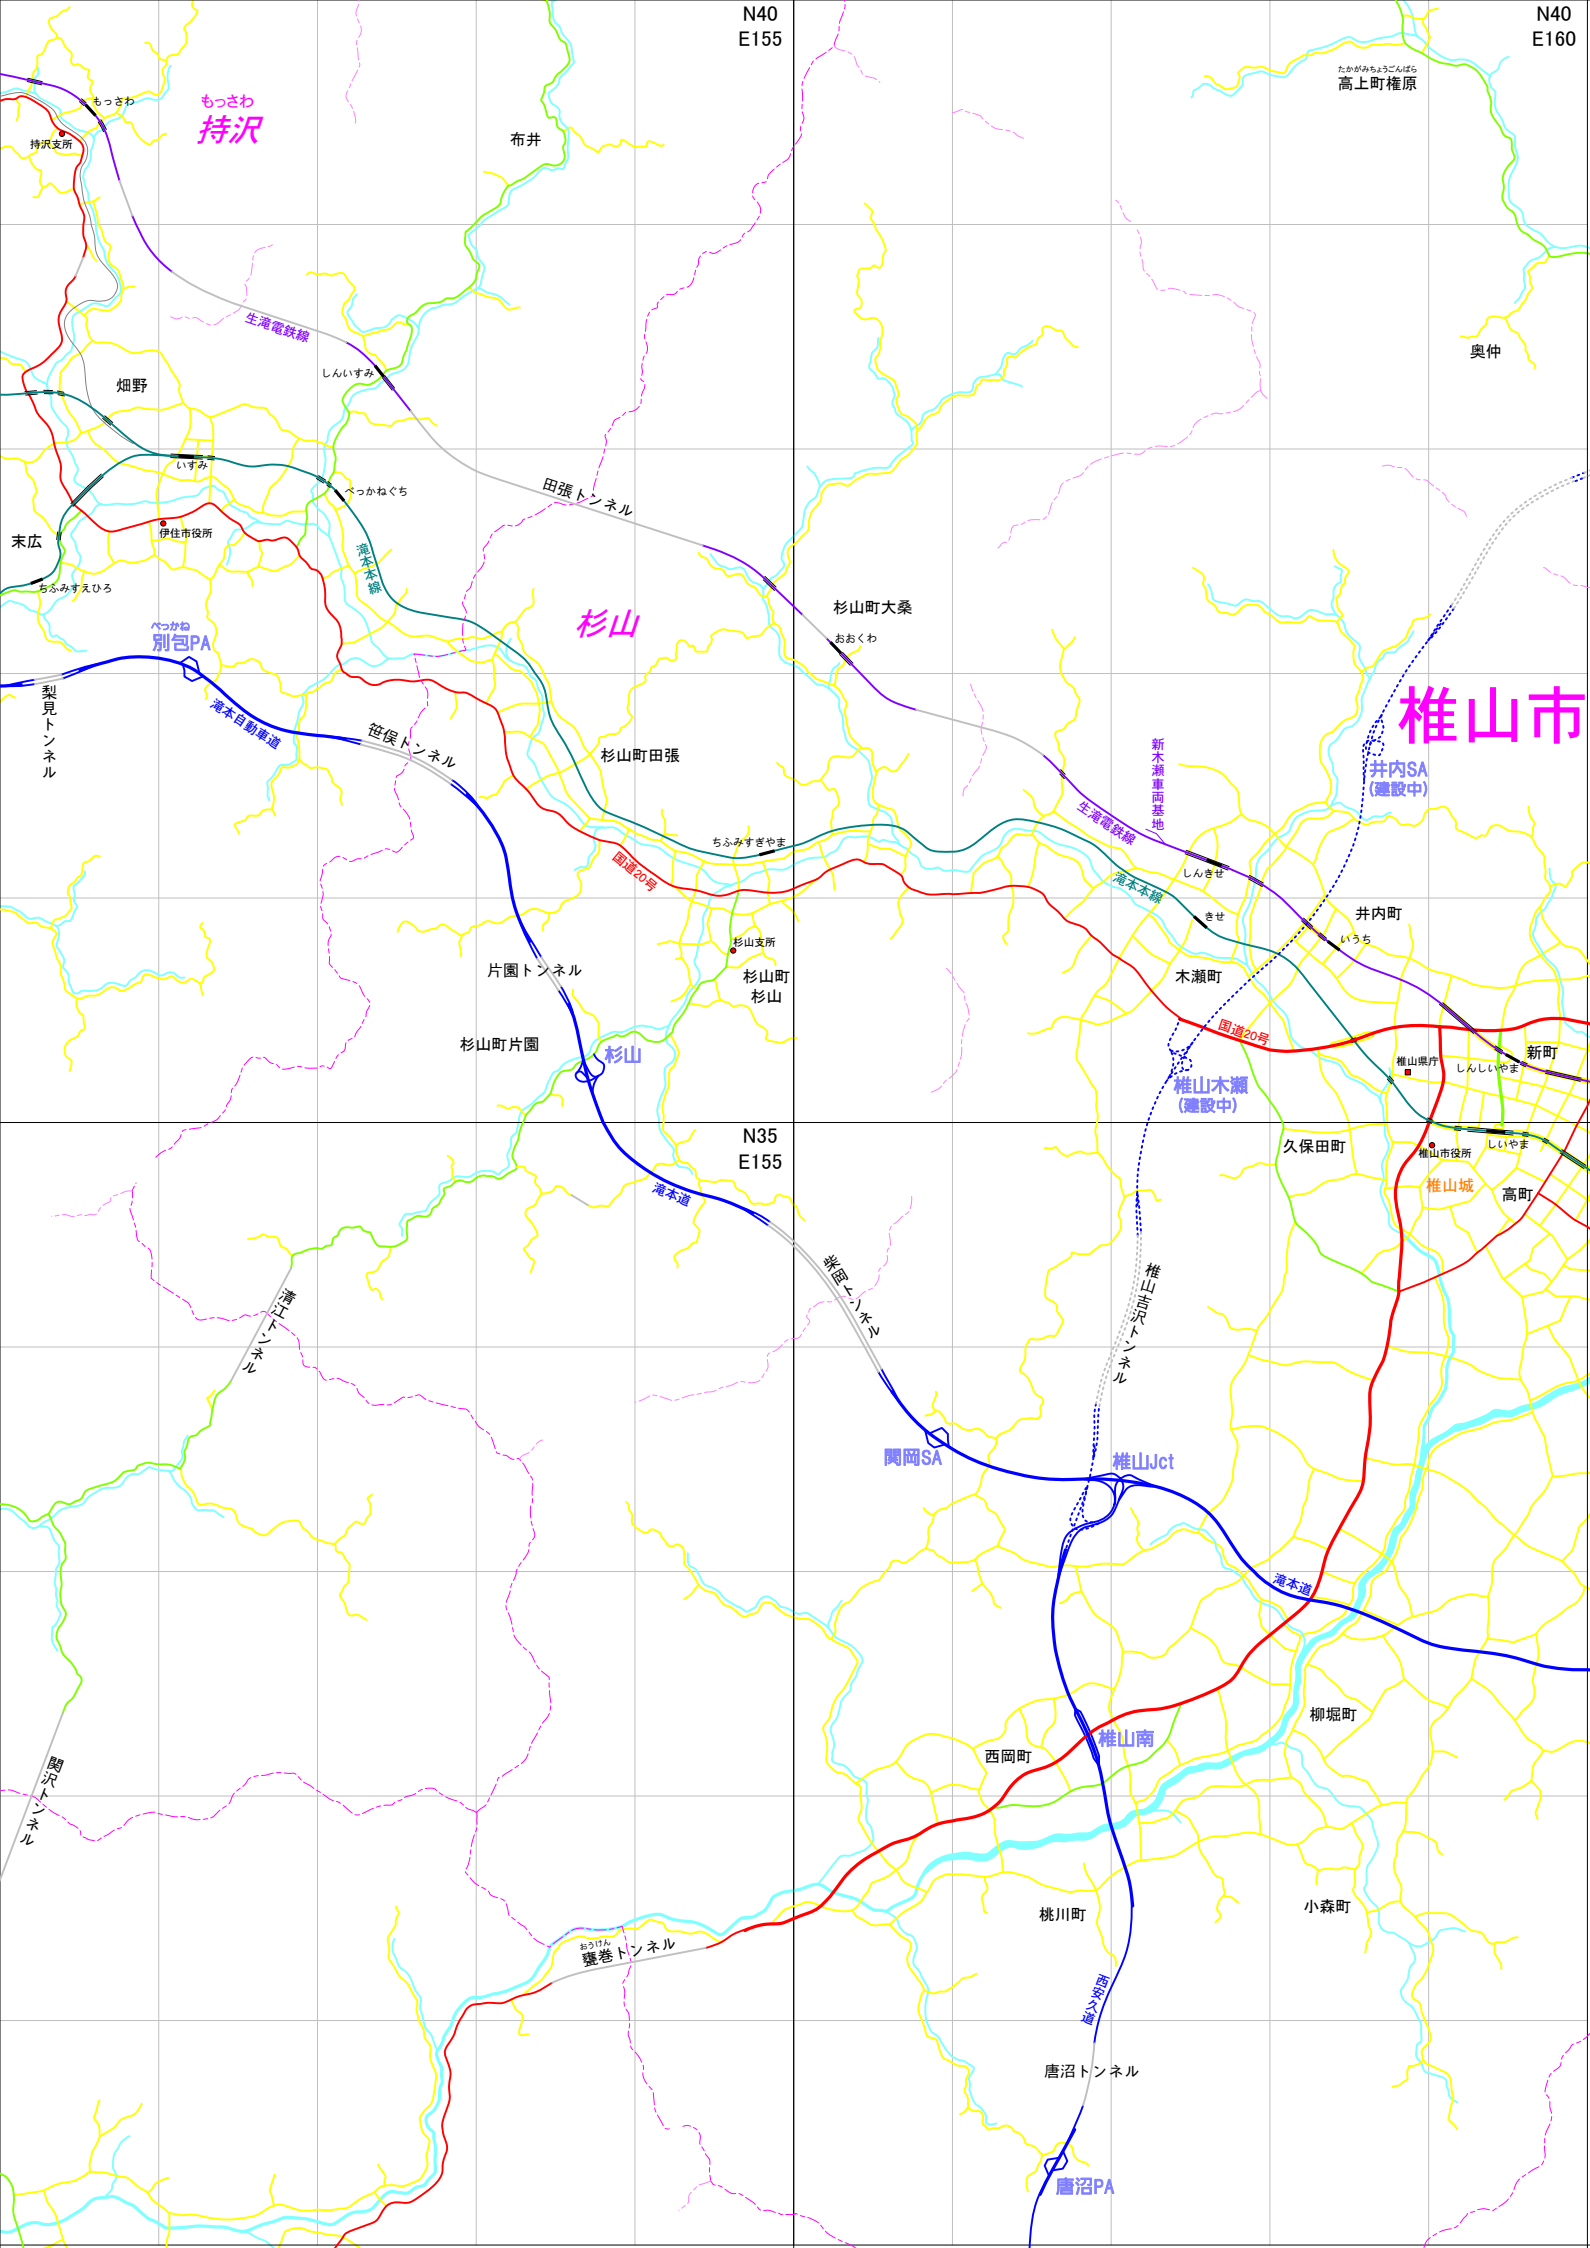 N40
E155
N40
E160
たかがみちょうごんぱら
高上町権原
もっさわ
もっさわ
持沢
持沢支所
布井
生滝電鉄線
しんいすみ
奥仲
畑野
いすみ
べっかねぐち
田張トンネル
伊住市役所
末広
滝本本線
ちふみすえひろ
杉山
杉山町大桑
おおくわ
べっかね
別包PA
梨見トンネル
滝本自動車道
笹俣トンネル
杉山町田張
椎山市
新木瀬車両基地
井内SA
(建設中)
生滝電鉄線
ちふみすぎやま
国道20号
しんきせ
滝本本線
きせ
井内町
いうち
杉山支所
片園トンネル
杉山町
杉山
木瀬町
杉山町片園
杉山
国道20号
椎山木瀬
(建設中)
椎山県庁
新町
しんしいやま
N35
E155
久保田町
椎山市役所
しいやま
椎山城
高町
滝本道
柴岡トンネル
椎山吉沢トンネル
清江トンネル
関岡SA
椎山Jct
滝本道
柳堀町
椎山南
西岡町
関沢トンネル
桃川町
小森町
おうけん
甕巻トンネル
西安久道
唐沼トンネル
唐沼PA